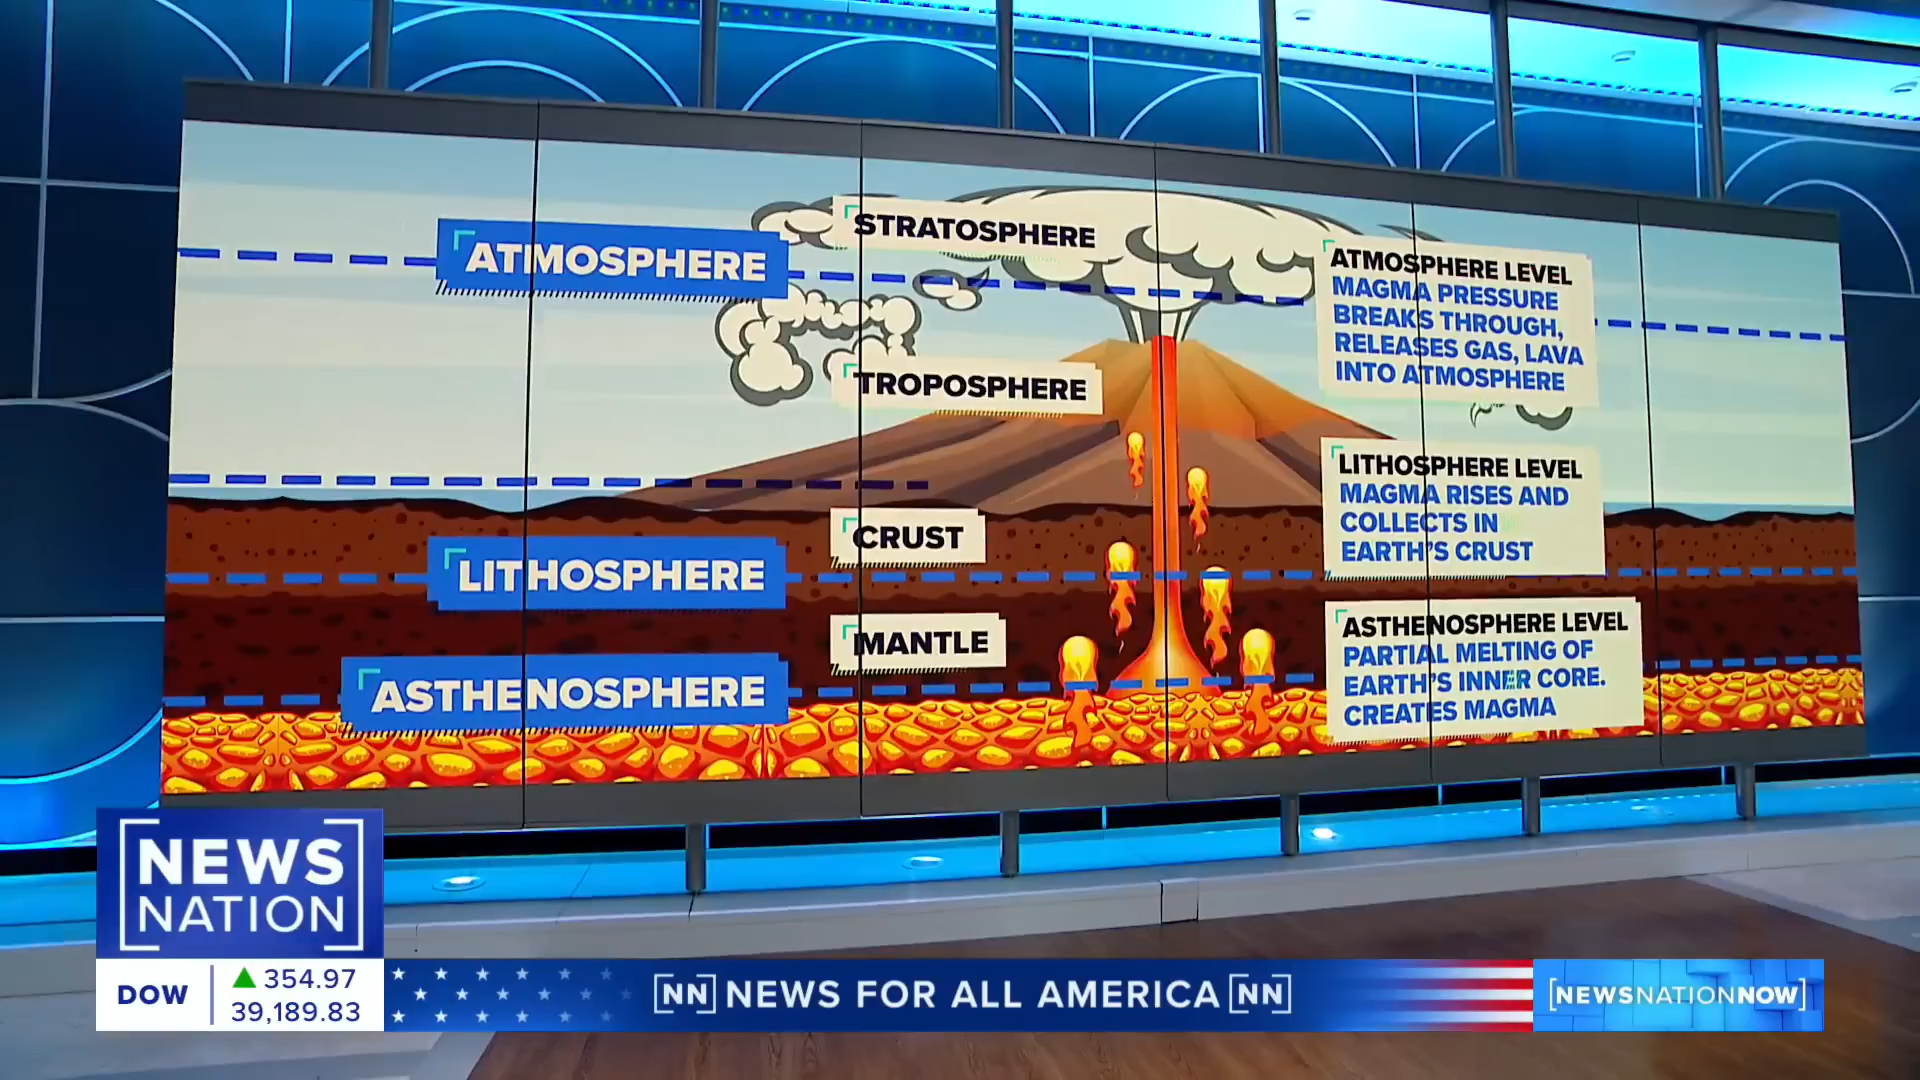 ATMOSPHERE
STRATOSPHERE
TROPOSPHERE
ATMOSPHERE LEVEL
MAGMA PRESSURE
BREAKS THROUGH,
RELEASES GAS, LAVA
INTO ATMOSPHERE
LITHOSPHERE
CRUST
LITHOSPHERE LEVEL
MAGMA RISES AND
COLLECTS IN
EARTH'S CRUST
MANTLE
ASTHENOSPHERE
ASTHENOSPHERE LEVEL
PARTIAL MELTING OF
EARTH'S INNER CORE.
CREATES MAGMA
NEWS
NATION
DOW
354.97
39,189.83
NN NEWS FOR ALL AMERICA NN
NEWSNATIONNOW